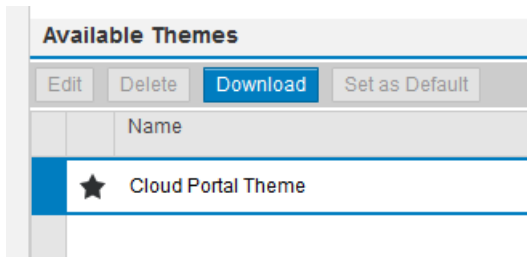 Available Themes
Edit Delete Download Set as Default
Name
Cloud Portal Theme